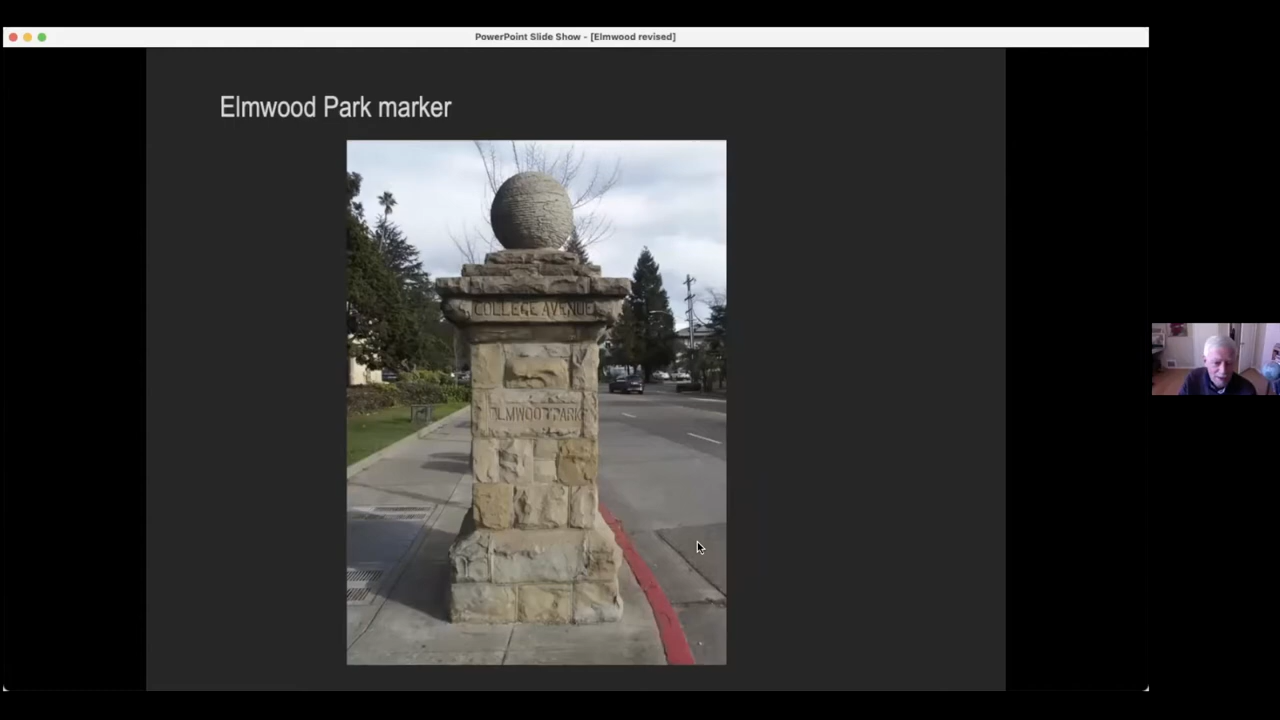 PowerPoint Slide Show - [Elmwood revised]
Elmwood Park marker
COLLEGE AVENUE
ELMWOOD PARK